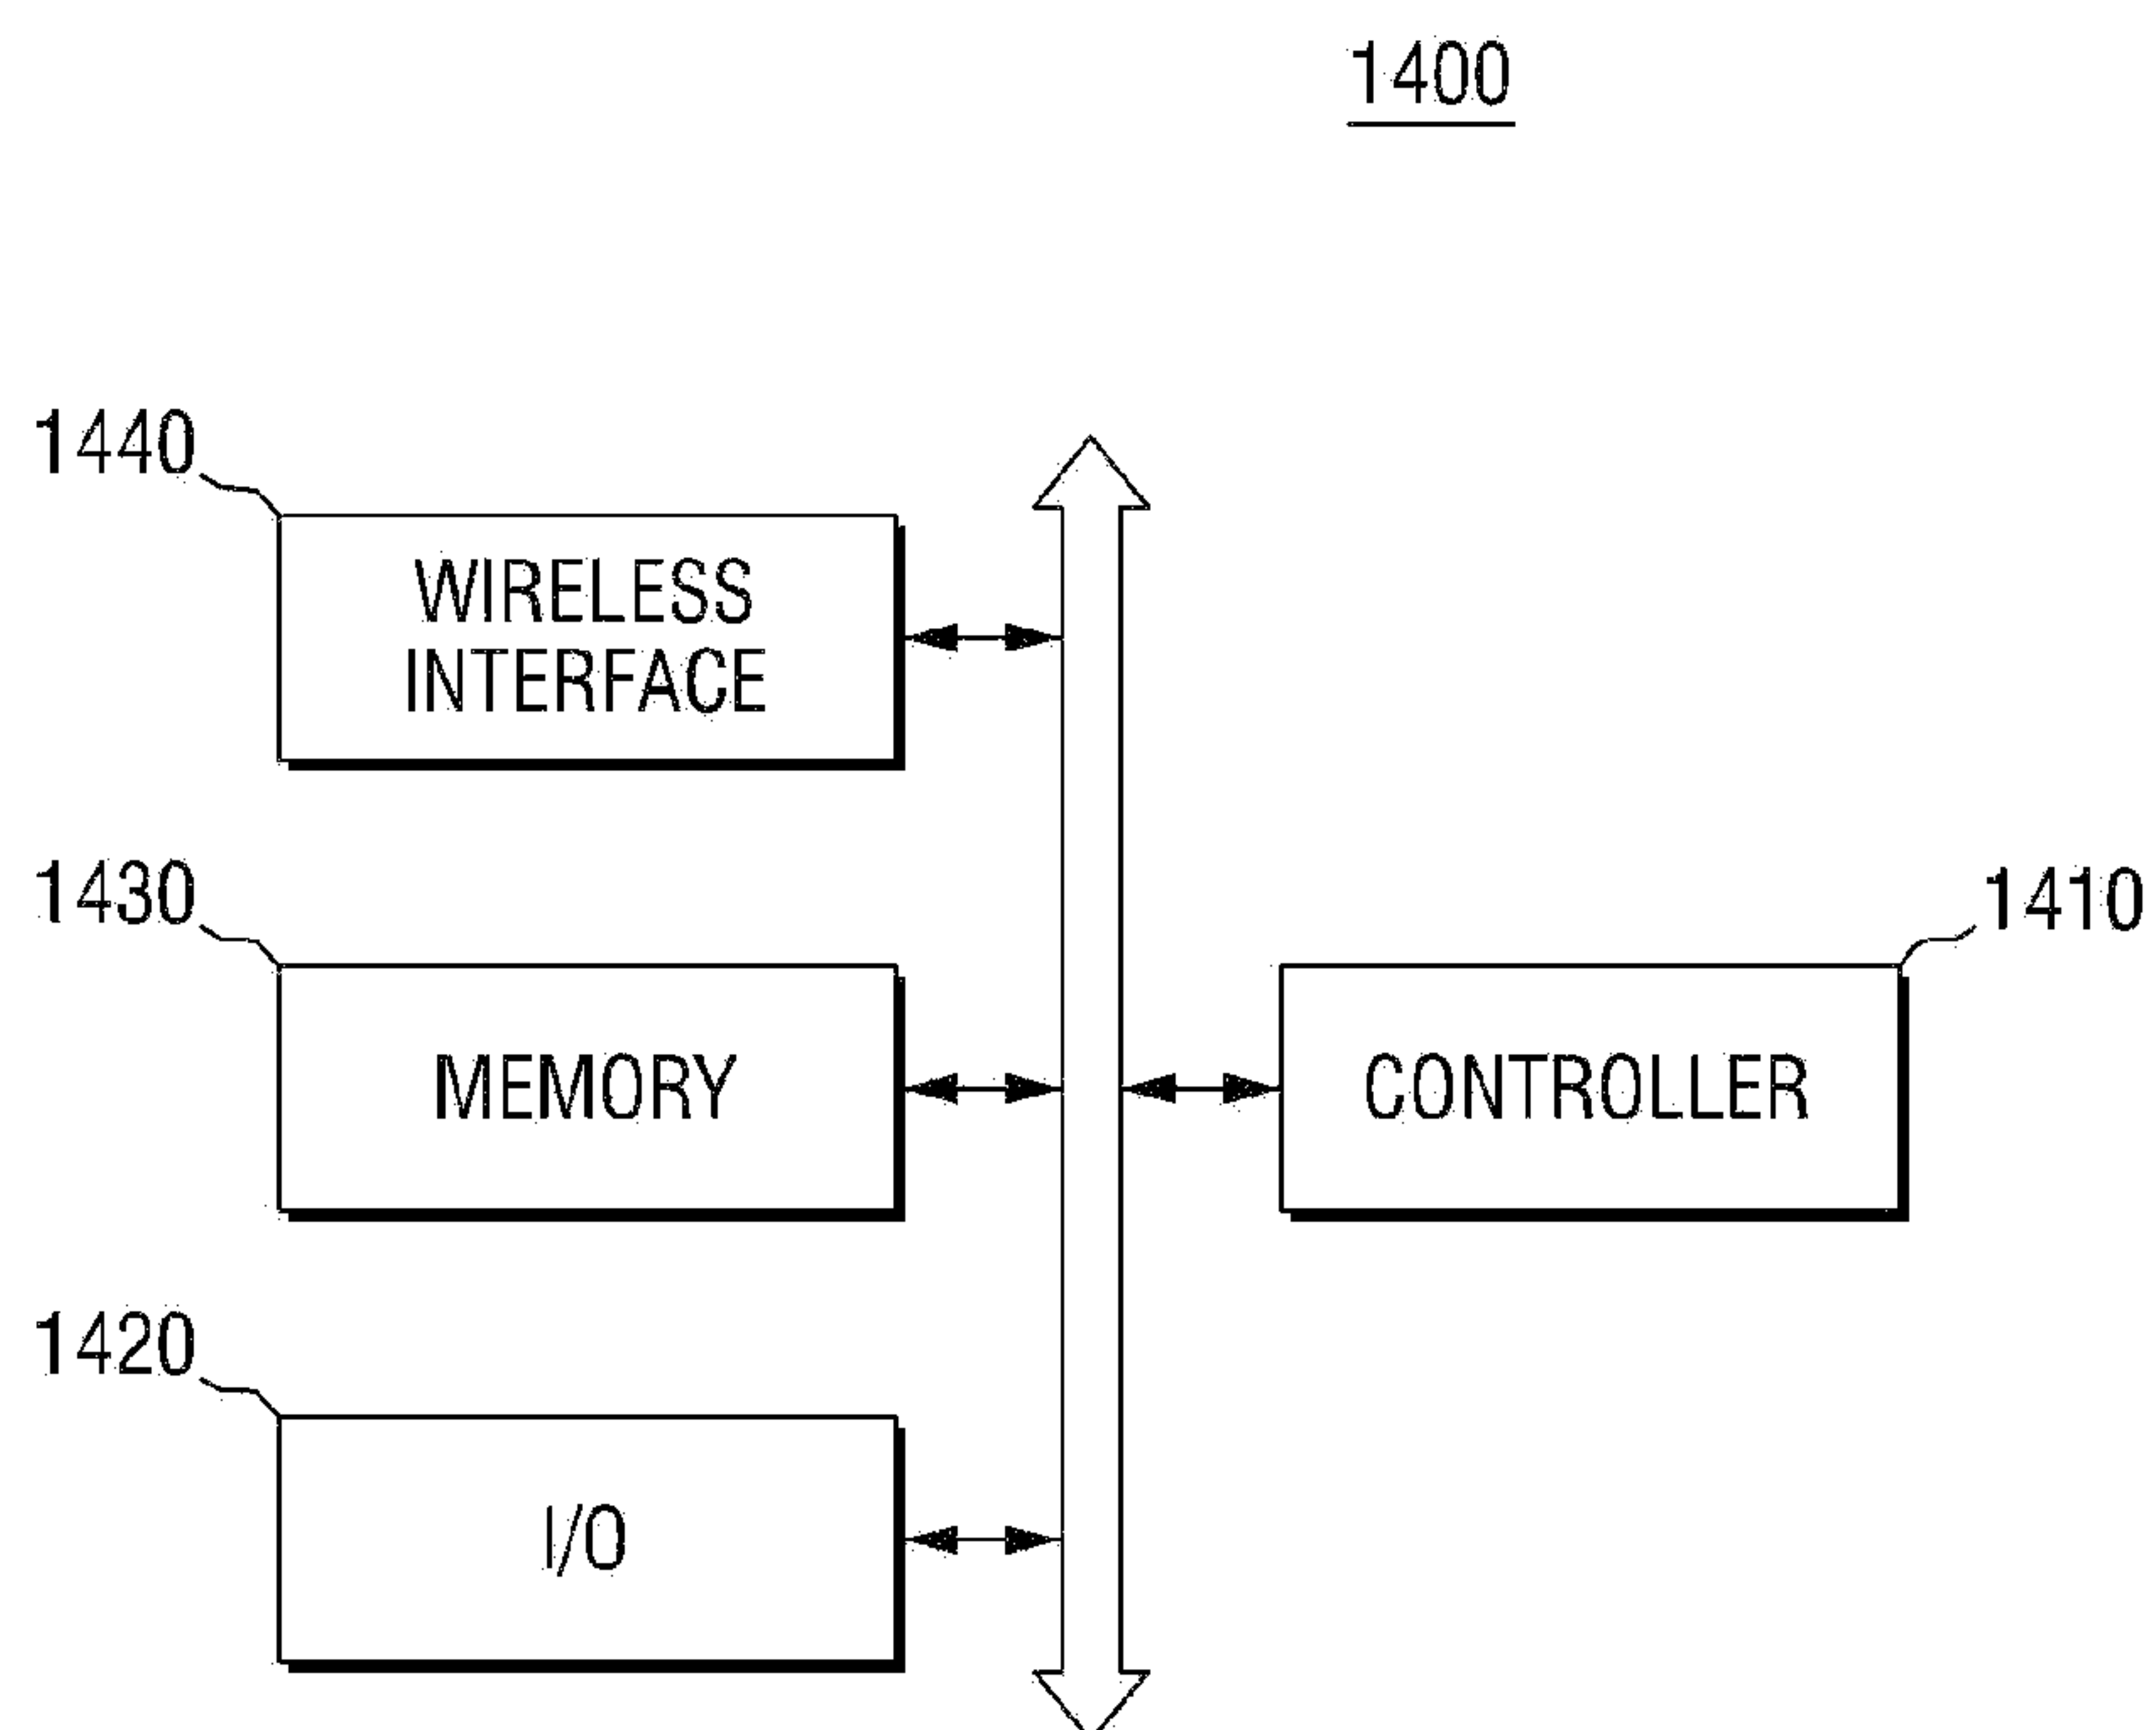 1400
1440
WIRELESS
INTERFACE
1430
MEMORY
1410
CONTROLLER
1420
I/O